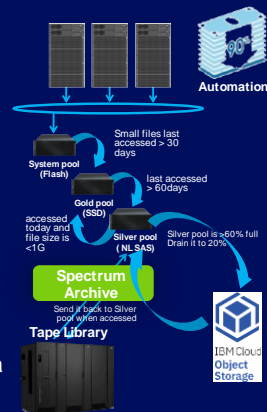 90%
Automation
Small files last
accessed > 30
days
System pool
(Flash)
last accessed
> 60days
Gold pool
(SSD)
accessed
today and
file size is
<1G
Silver pool
( NL SAS)
Silver pool is >60% full
Drain it to 20%
Spectrum
Archive
Send it back to Silver
pool when accessed
Tape Library
IBM Cloud
Object
Storage